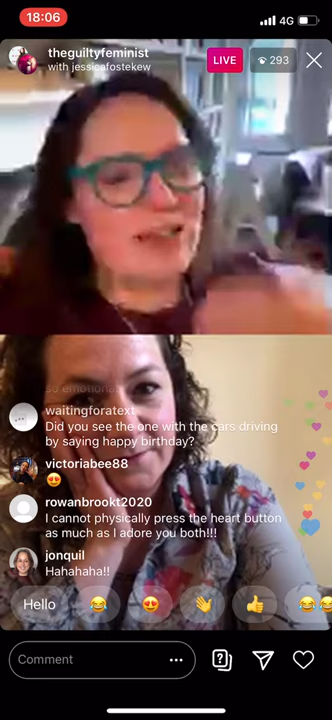 18:06
4G
theguiltyfeminist
with jessicafostekew
LIVE
293
so emotional
waitingforatext
Did you see the one with the cars driving
by saying happy birthday?
victoriabee88
😍
rowanbrookt2020
I cannot physically press the heart button
as much as I adore you both!!!
jonquil
Hahahaha!!
Hello 😂 😍 👋 👍 😂😂
Comment